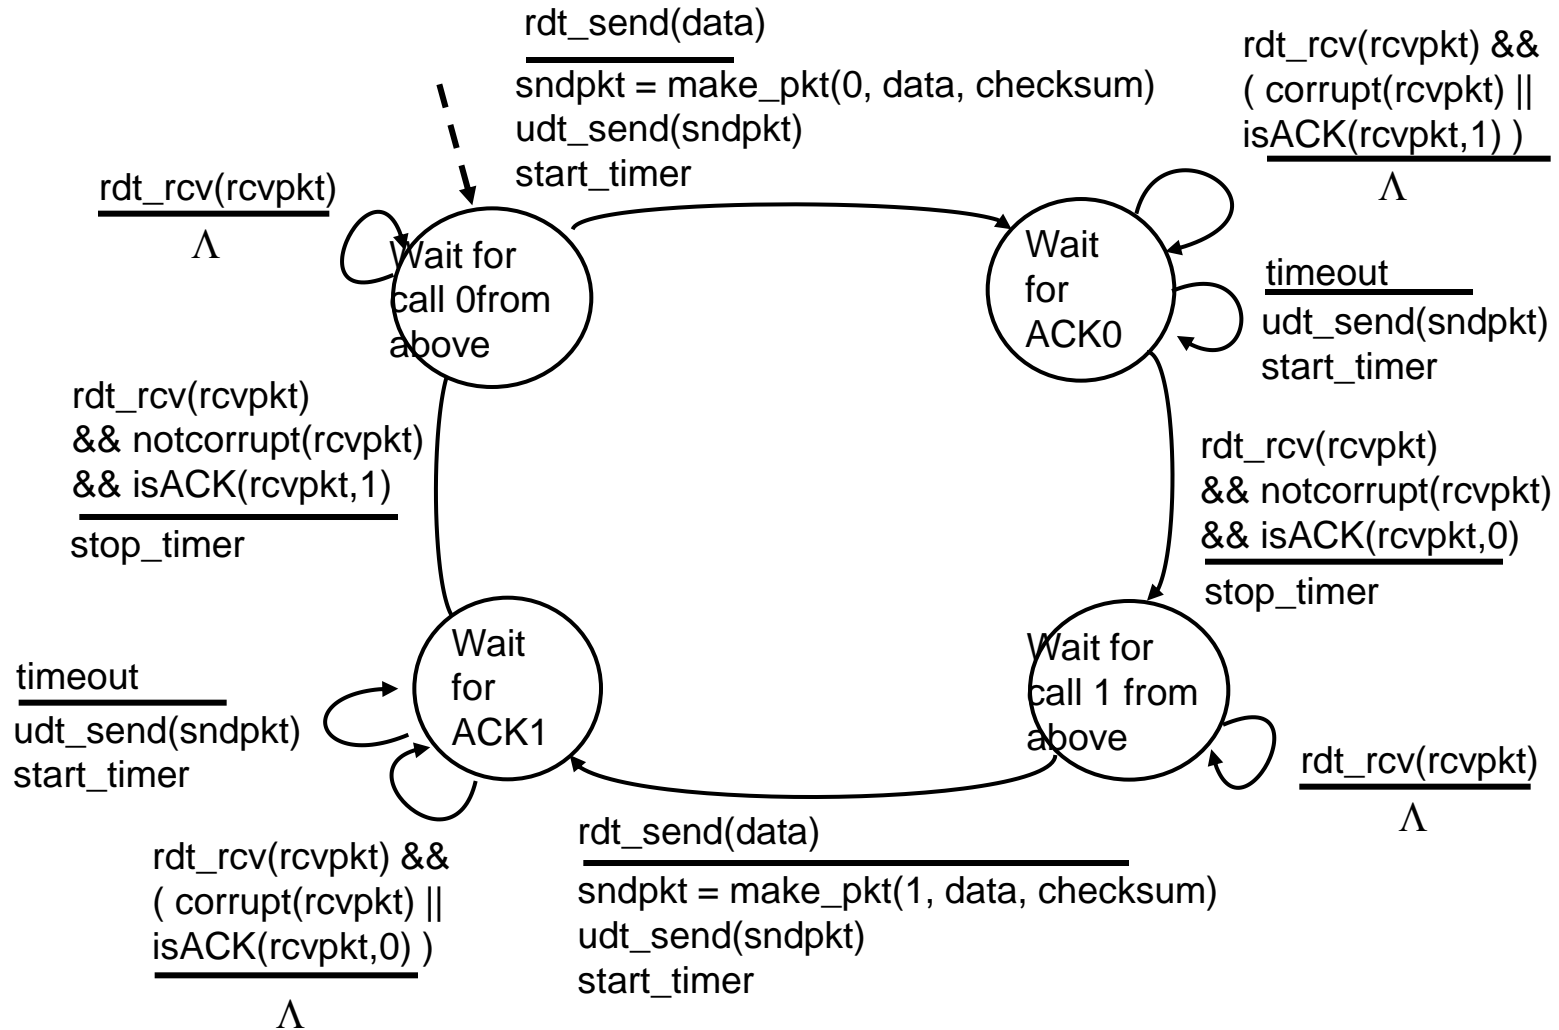 rdt_send(data)
sndpkt = make_pkt(0, data, checksum)
udt_send(sndpkt)
start_timer
rdt_rcv(rcvpkt) &&
( corrupt(rcvpkt) ||
isACK(rcvpkt,1) )
Λ
rdt_rcv(rcvpkt)
Λ
Wait for
call 0from
above
Wait
for
ACK0
timeout
udt_send(sndpkt)
start_timer
rdt_rcv(rcvpkt)
&& notcorrupt(rcvpkt)
&& isACK(rcvpkt,1)
stop_timer
rdt_rcv(rcvpkt)
&& notcorrupt(rcvpkt)
&& isACK(rcvpkt,0)
stop_timer
Wait
for
ACK1
Wait for
call 1 from
above
timeout
udt_send(sndpkt)
start_timer
rdt_rcv(rcvpkt)
Λ
rdt_rcv(rcvpkt) &&
( corrupt(rcvpkt) ||
isACK(rcvpkt,0) )
Λ
rdt_send(data)
sndpkt = make_pkt(1, data, checksum)
udt_send(sndpkt)
start_timer